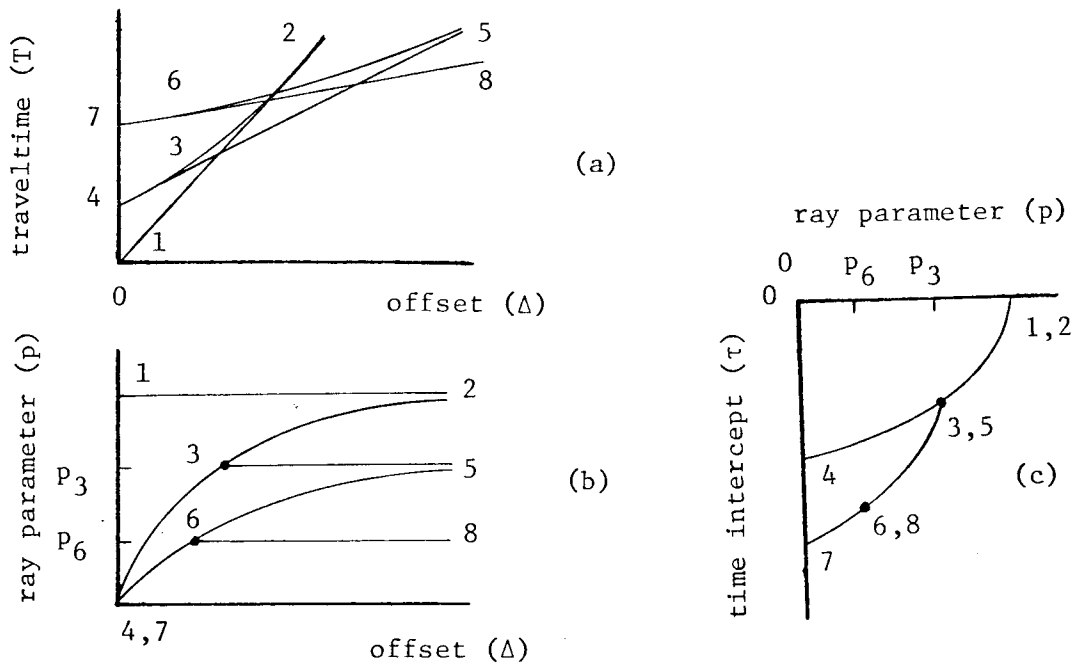 traveltime (T)
2
5
6
8
7
3
4
1
0
offset (Δ)
(a)
ray parameter (p)
0
p6
p3
0
1,2
3,5
4
6,8
7
time intercept (τ)
(c)
ray parameter (p)
1
2
3
p3
5
6
p6
8
4,7
offset (Δ)
(b)